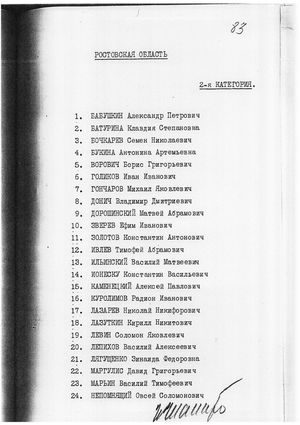 83
РОСТОВСКАЯ ОБЛАСТЬ
2-я КАТЕГОРИЯ.
1. БАБУШКИН Александр Петрович
2. БАТУРИНА Клавдия Степановна
3. БОЧКАРЕВ Семен Николаевич
4. БУКИНА Антонина Артемьевна
5. ВОРОВИЧ Борис Григорьевич
6. ГОЛИКОВ Иван Иванович
7. ГОНЧАРОВ Михаил Яковлевич
8. ДОНИЧ Владимир Дмитриевич
9. ДОРОШИНСКИЙ Матвей Абрамович
10. ЗВЕРЕВ Ефим Иванович
11. ЗОЛОТОВ Константин Антонович
12. ИВЛЕВ Тимофей Абрамович
13. ИЛЬИНСКИЙ Василий Матвеевич
14. ИОНЕСКУ Константин Васильевич
15. КАМЕНЕЦКИЙ Алексей Павлович
16. КУРОЛИМОВ Радион Иванович
17. ЛАЗАРЕВ Николай Никифорович
18. ЛАЗУТКИН Кирилл Никитович
19. ЛЕВИН Соломон Яковлевич
20. ЛЕПИХОВ Василий Алексеевич
21. ЛЯГУЩЕНКО Зинаида Федоровна
22. МАРГУЛИС Давид Григорьевич
23. МАРЬИН Василий Тимофеевич
24. НЕПОМНЯЩИЙ Овсей Соломонович